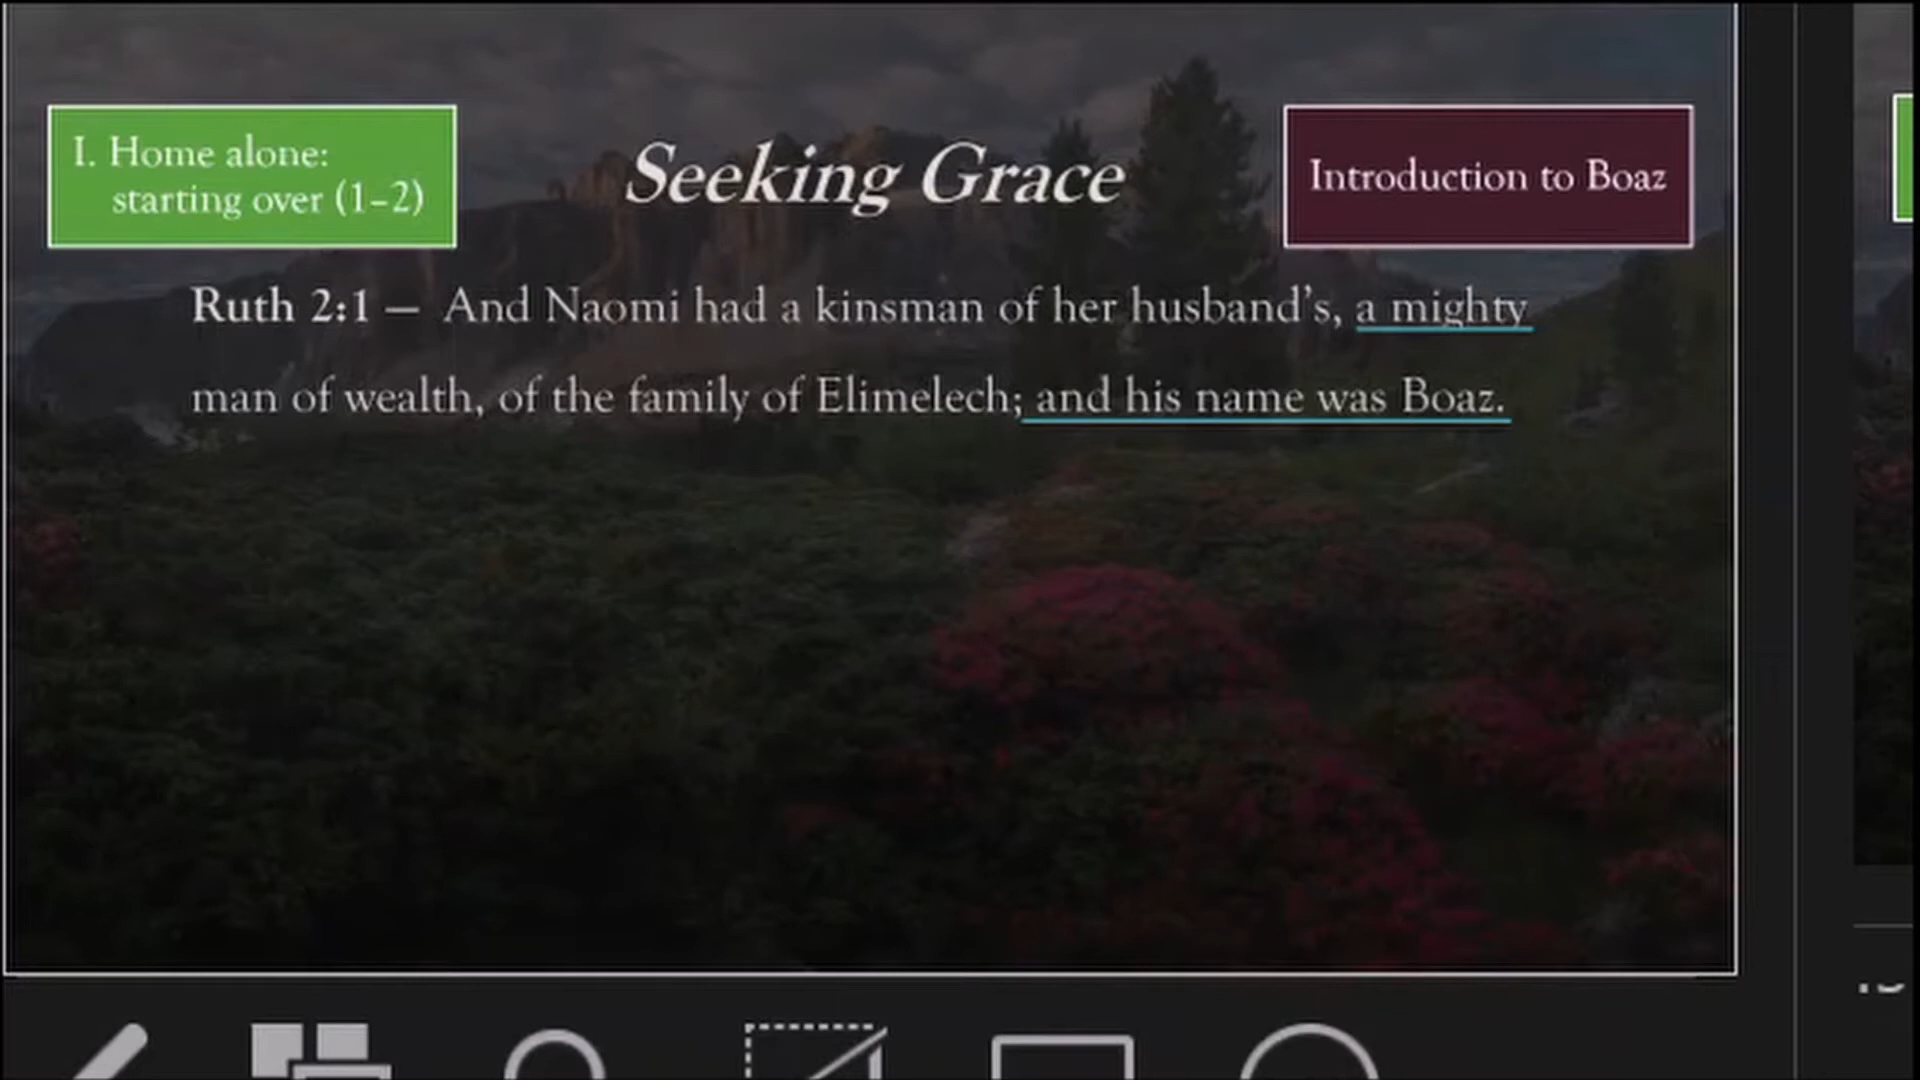 I. Home alone:
starting over (1–2)
Seeking Grace
Introduction to Boaz
Ruth 2:1 — And Naomi had a kinsman of her husband’s, a mighty
man of wealth, of the family of Elimelech; and his name was Boaz.